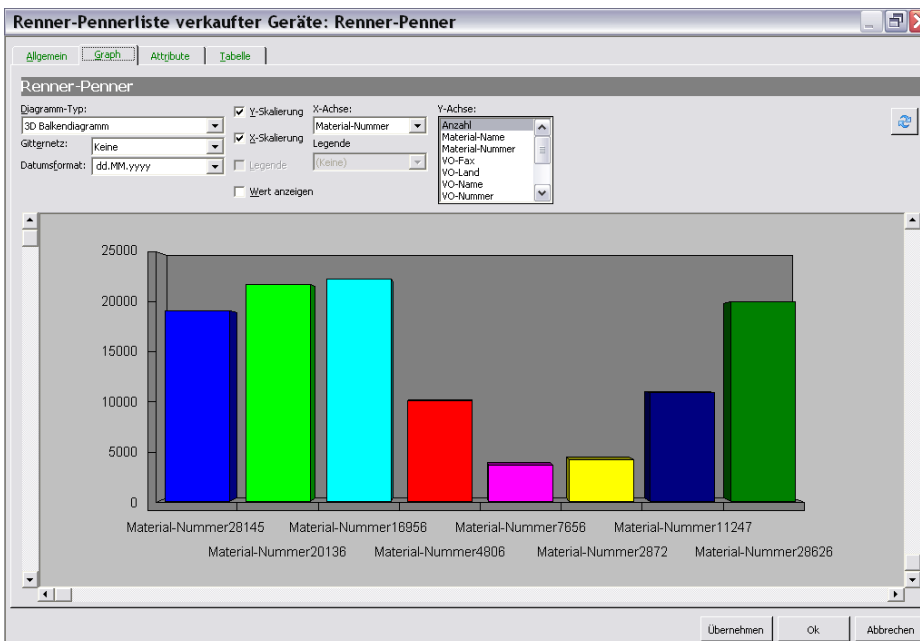 Renner-Pennerliste verkaufter Geräte: Renner-Penner
Allgemein Graph Attribute Tabelle
Renner-Penner
Diagramm-Typ:
3D Balkendiagramm
Gitternetz: Keine
Datumsformat: dd.MM.yyyy
Y-Skalierung
X-Skalierung
Legende
Wert anzeigen
X-Achse:
Material-Nummer
Legende
(Keine)
Y-Achse:
Anzahl
Material-Name
Material-Nummer
VO-Fax
VO-Land
VO-Name
VO-Nummer
25000
20000
15000
10000
5000
0
Material-Nummer28145 Material-Nummer16956 Material-Nummer7656 Material-Nummer11247
Material-Nummer20136 Material-Nummer4806 Material-Nummer2872 Material-Nummer28626
Übernehmen Ok Abbrechen